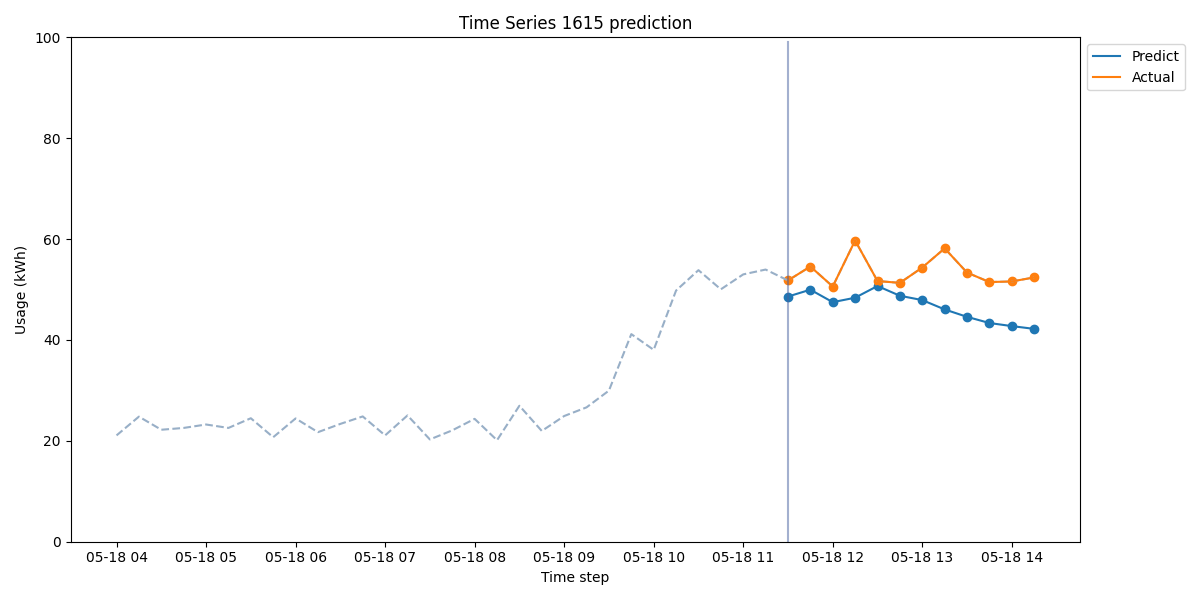 Time Series 1615 prediction
Predict
Actual
Usage (kWh)
100
80
60
40
20
0
05-18 04 05-18 05 05-18 06 05-18 07 05-18 08 05-18 09 05-18 10 05-18 11 05-18 12 05-18 13 05-18 14
Time step